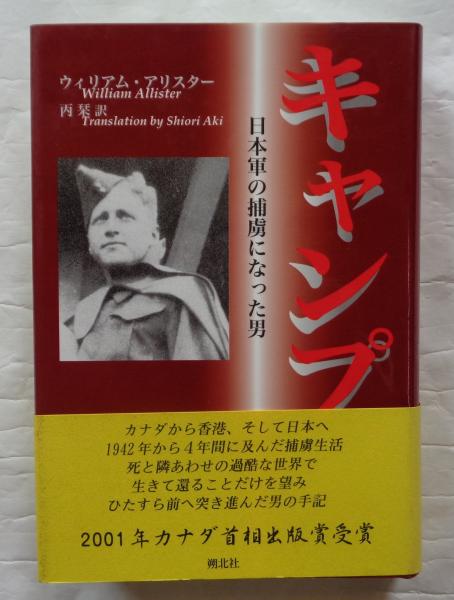 キャンプ
日本軍の捕虜になった男
ウィリアム・アリスター
William Allister
丙栞訳
Translation by Shiori Aki
カナダから香港、そして日本へ
1942年から4年間に及んだ捕虜生活
死と隣あわせの過酷な世界で
生きて還ることだけを望み
ひたすら前へ突き進んだ男の手記
2001年カナダ首相出版賞受賞
朔北社